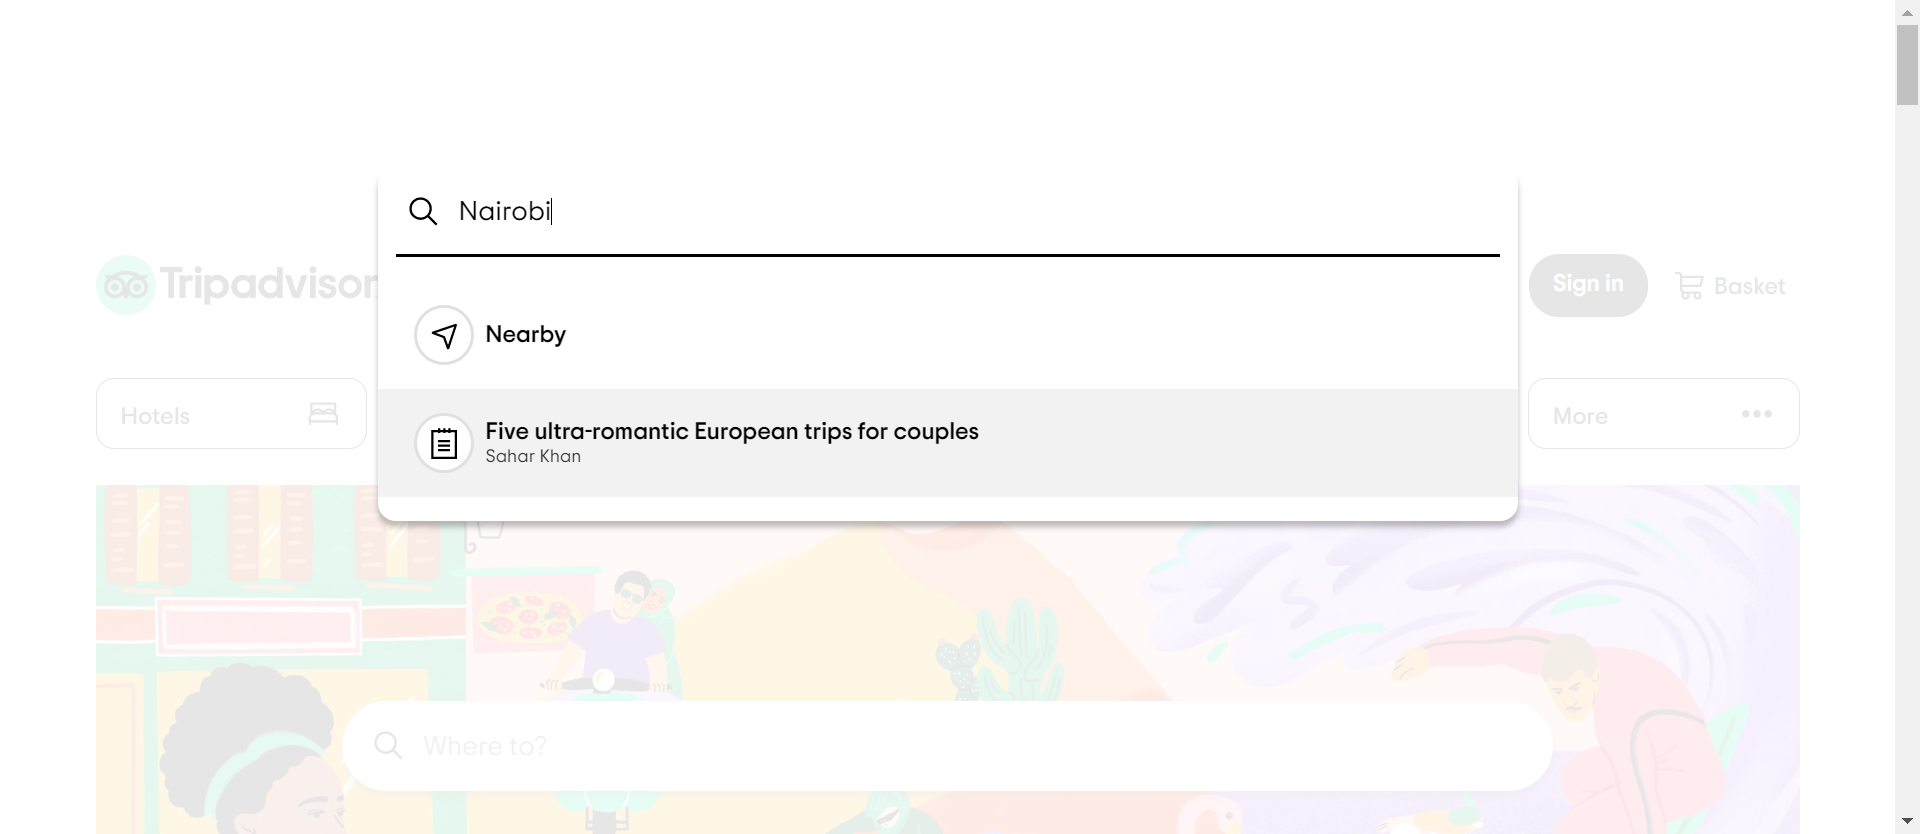 Nairobi
Tripadvisor
Sign in
Basket
Nearby
Hotels
More
Five ultra-romantic European trips for couples
Sahar Khan
Where to?